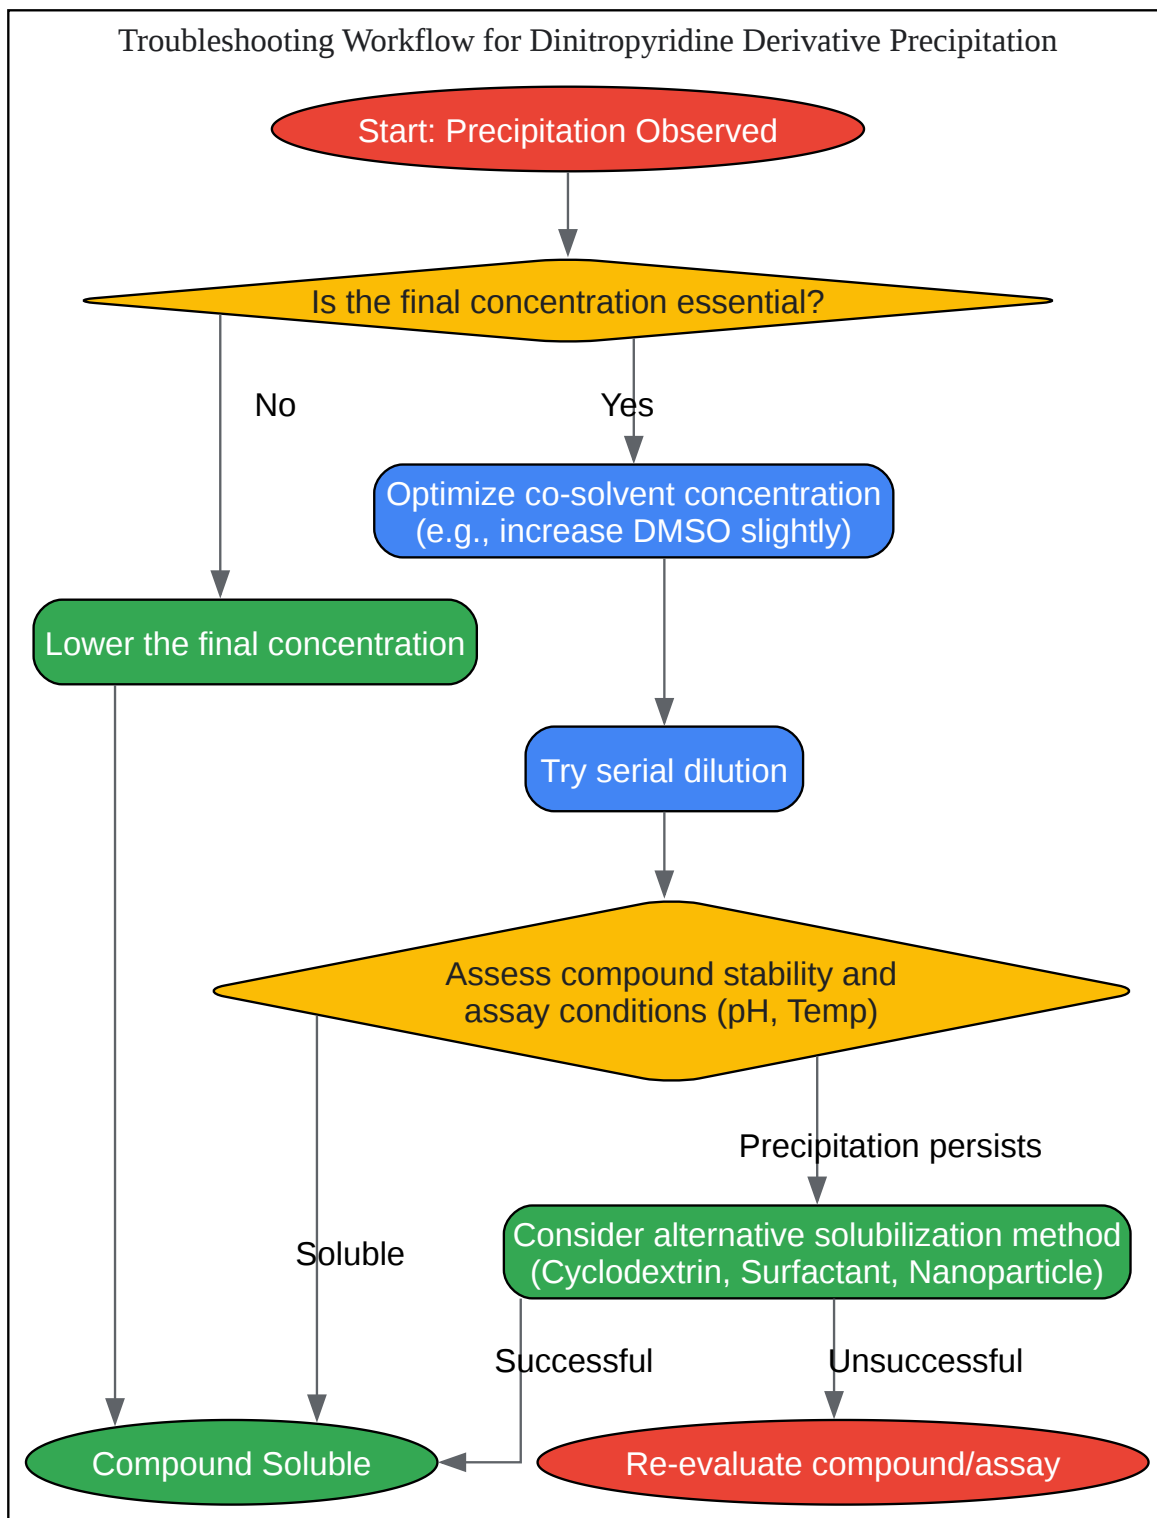 Troubleshooting Workflow for Dinitropyridine Derivative Precipitation
Start: Precipitation Observed
Is the final concentration essential?
No
Yes
Optimize co-solvent concentration
(e.g., increase DMSO slightly)
Lower the final concentration
Try serial dilution
Assess compound stability and
assay conditions (pH, Temp)
Precipitation persists
Soluble
Consider alternative solubilization method
(Cyclodextrin, Surfactant, Nanoparticle)
Successful
Unsuccessful
Compound Soluble
Re-evaluate compound/assay